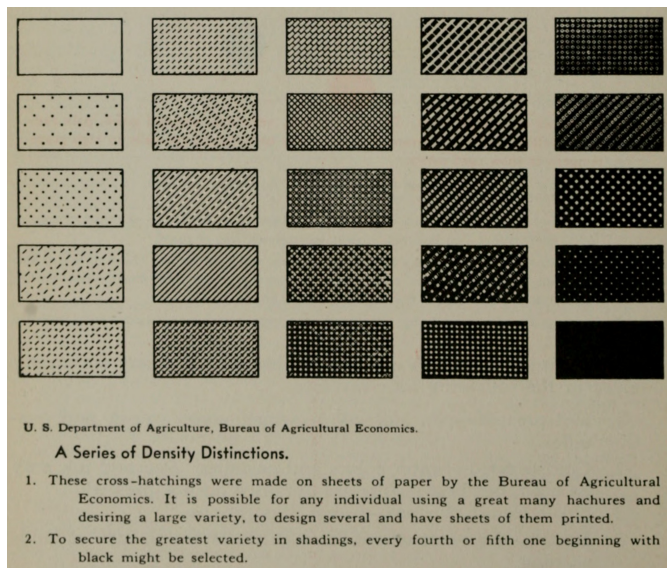 U. S. Department of Agriculture, Bureau of Agricultural Economics.
A Series of Density Distinctions.
1. These cross-hatchings were made on sheets of paper by the Bureau of Agricultural
Economics. It is possible for any individual using a great many hachures and
desiring a large variety, to design several and have sheets of them printed.
2. To secure the greatest variety in shadings, every fourth or fifth one beginning with
black might be selected.